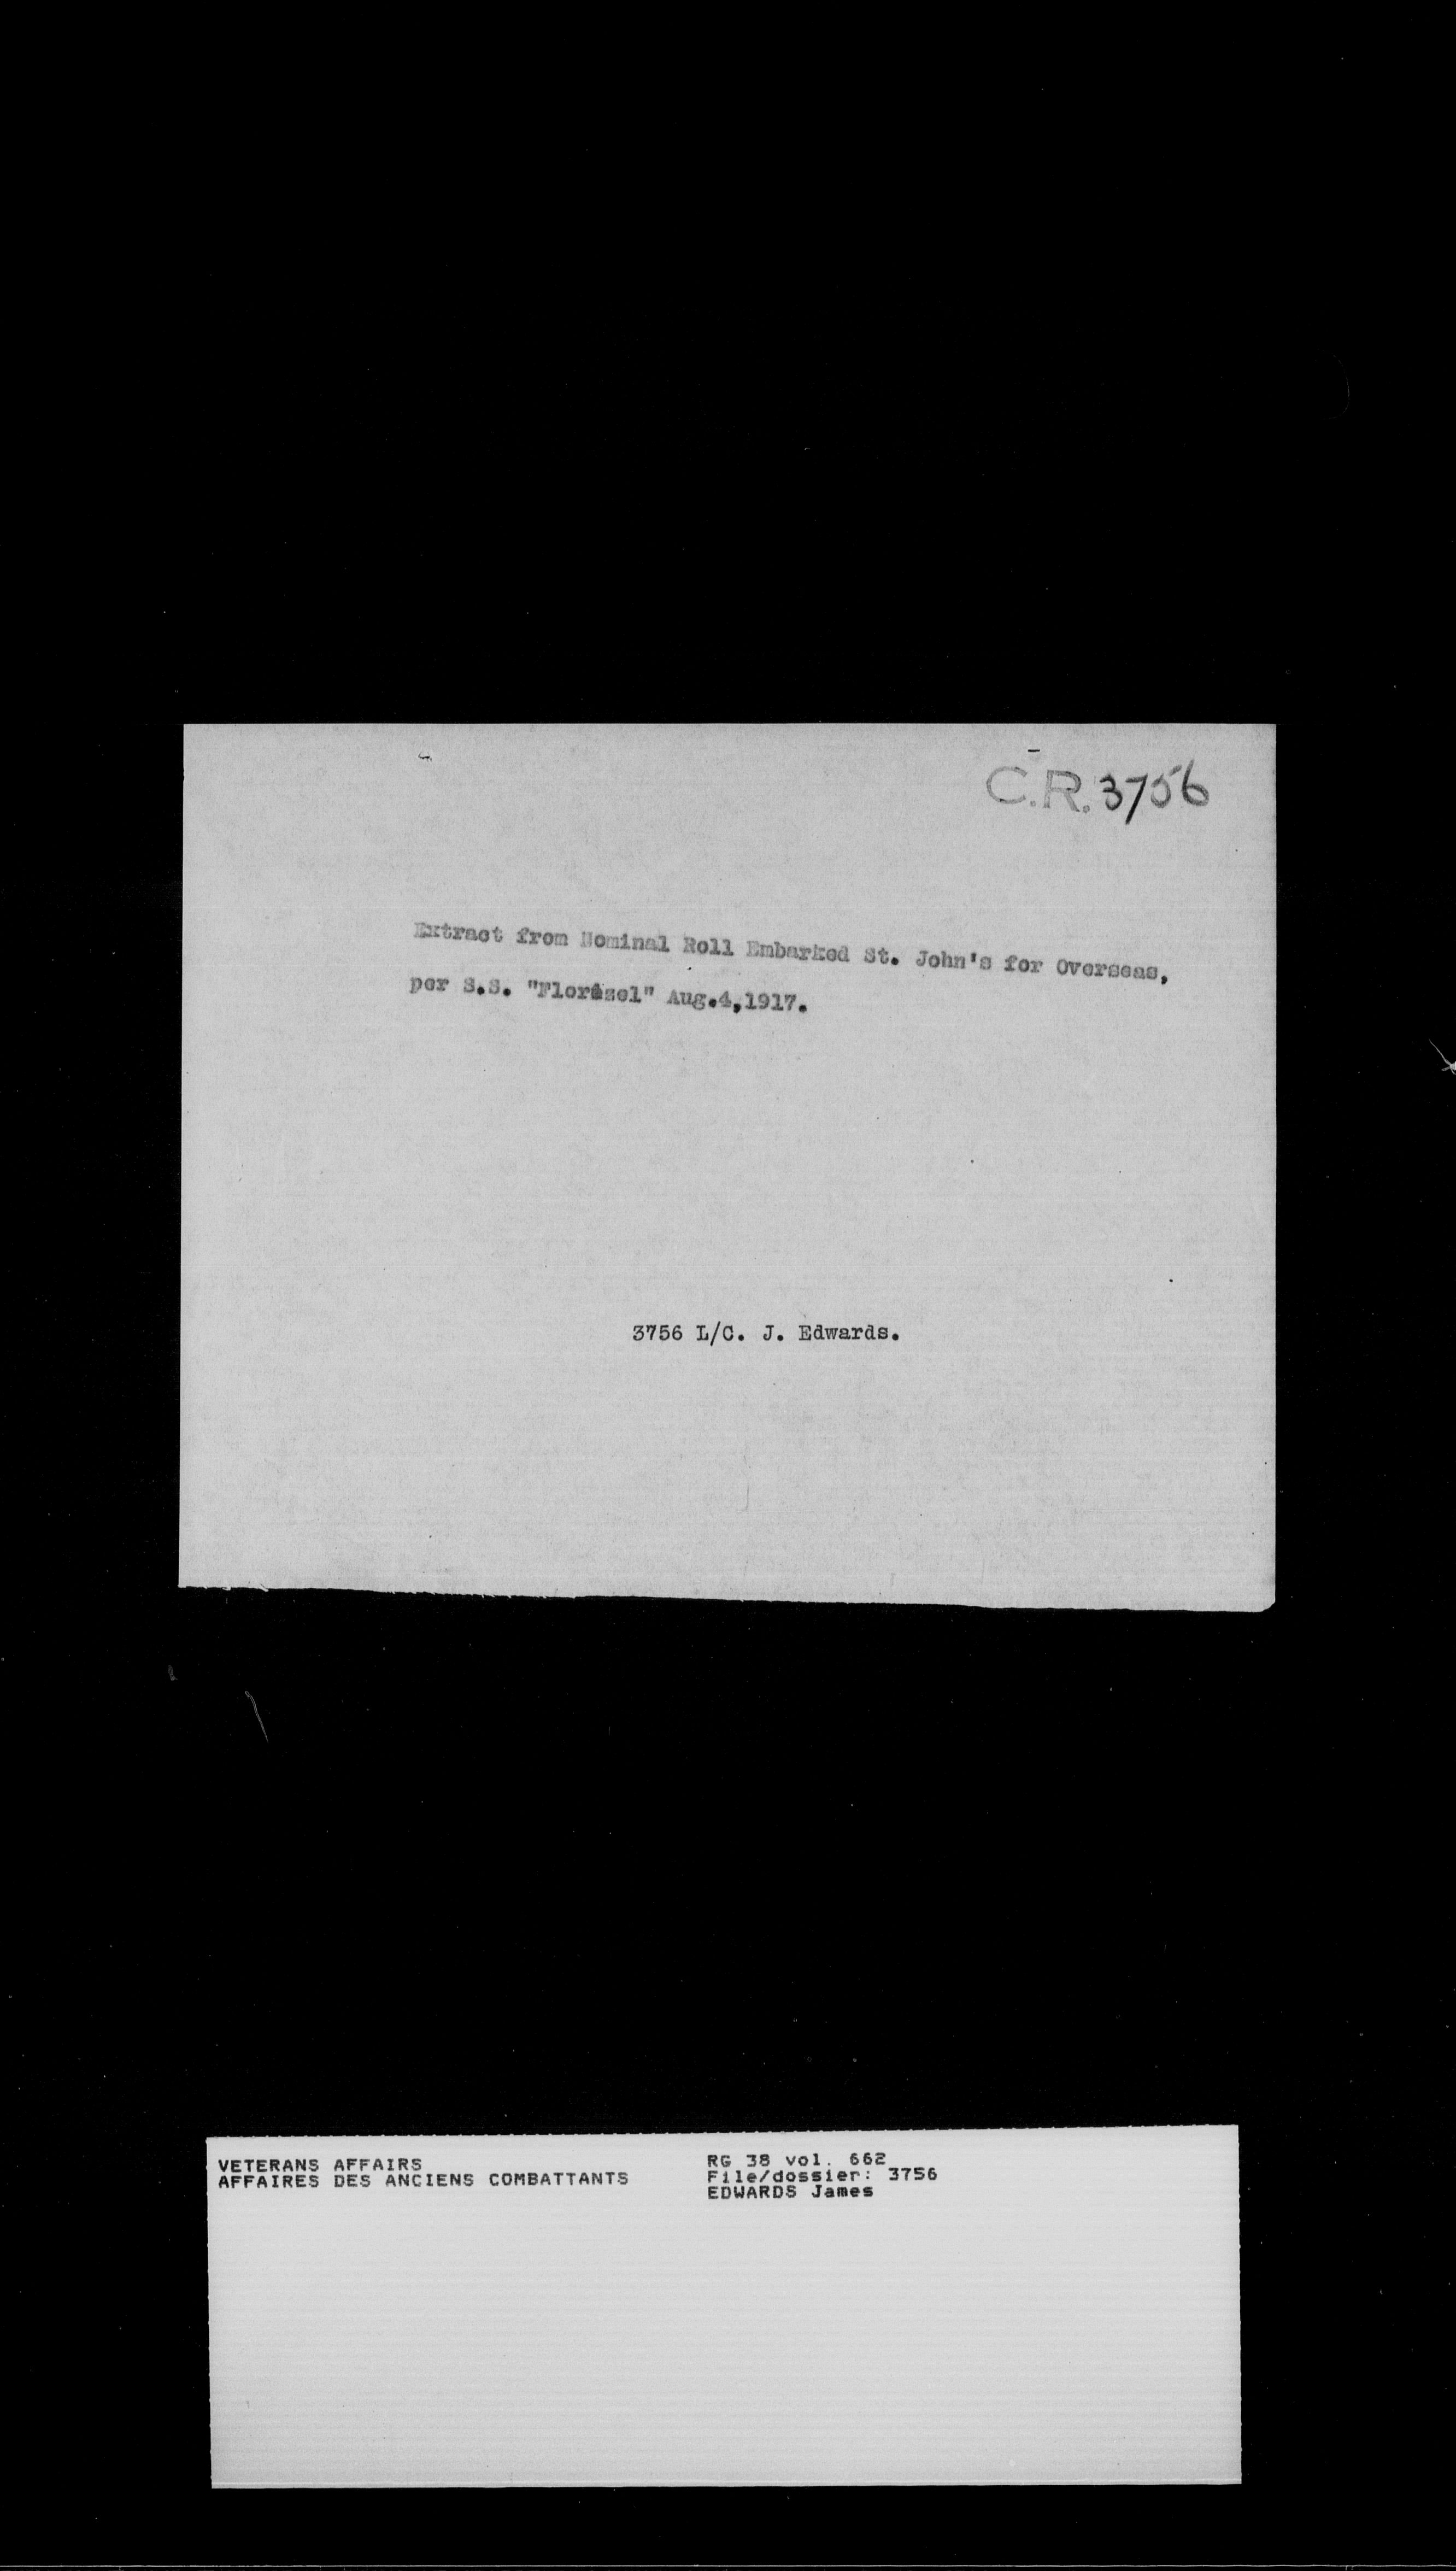 C.R. 3756
Extract from Nominal Roll Embarked St. John's for Overseas,
per S.S. "Florizel" Aug.4,1917.
3756 L/C. J. Edwards.
VETERANS AFFAIRS
AFFAIRES DES ANCIENS COMBATTANTS
RG 38 vol. 662
File/dossier: 3756
EDWARDS James